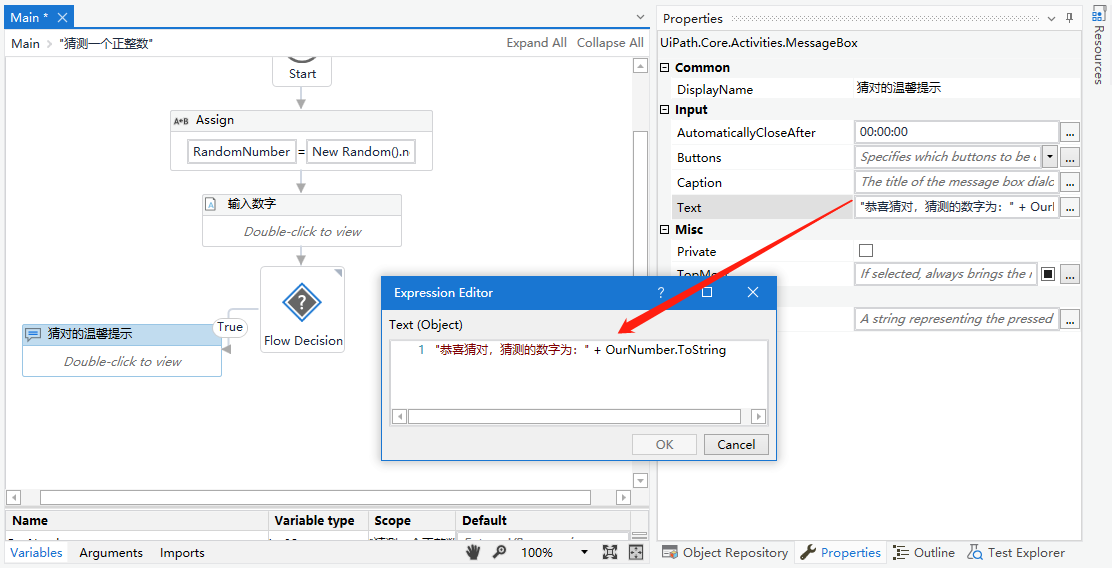 Main *
Main > "猜测一个正整数"
Expand All Collapse All
Start
A+B Assign
RandomNumber = New Random().n
输入数字
Double-click to view
True
Flow Decision
猜对的温馨提示
Double-click to view
Name Variable type Scope Default
Variables Arguments Imports
100%
Properties
UiPath.Core.Activities.MessageBox
Common
DisplayName 猜对的温馨提示
Input
AutomaticallyCloseAfter 00:00:00 ...
Buttons Specifies which buttons to be ...
Caption The title of the message box dialo ...
Text "恭喜猜对，猜测的数字为：" + Our ...
Misc
Private
If selected, always brings the ...
A string representing the pressed ...
Expression Editor
Text (Object)
1 "恭喜猜对，猜测的数字为：" + OurNumber.ToString
OK Cancel
Object Repository Properties Outline Test Explorer
Resources